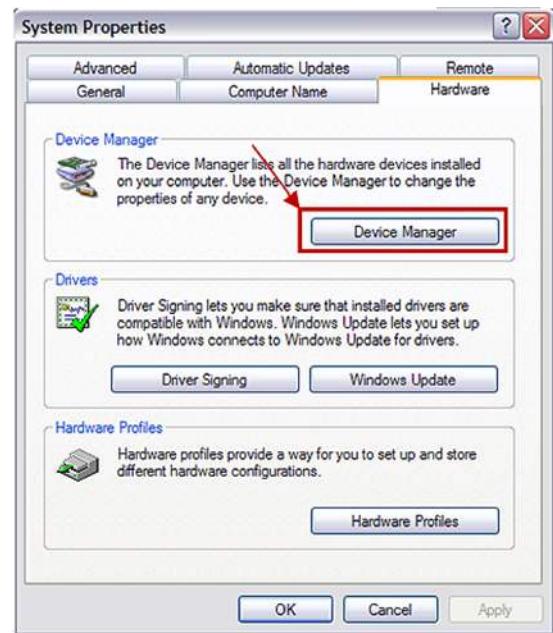 System Properties
Advanced Automatic Updates Remote
General Computer Name Hardware
Device Manager
The Device Manager lists all the hardware devices installed
on your computer. Use the Device Manager to change the
properties of any device.
Device Manager
Drivers
Driver Signing lets you make sure that installed drivers are
compatible with Windows. Windows Update lets you set up
how Windows connects to Windows Update for drivers.
Driver Signing Windows Update
Hardware Profiles
Hardware profiles provide a way for you to set up and store
different hardware configurations.
Hardware Profiles
OK Cancel Apply